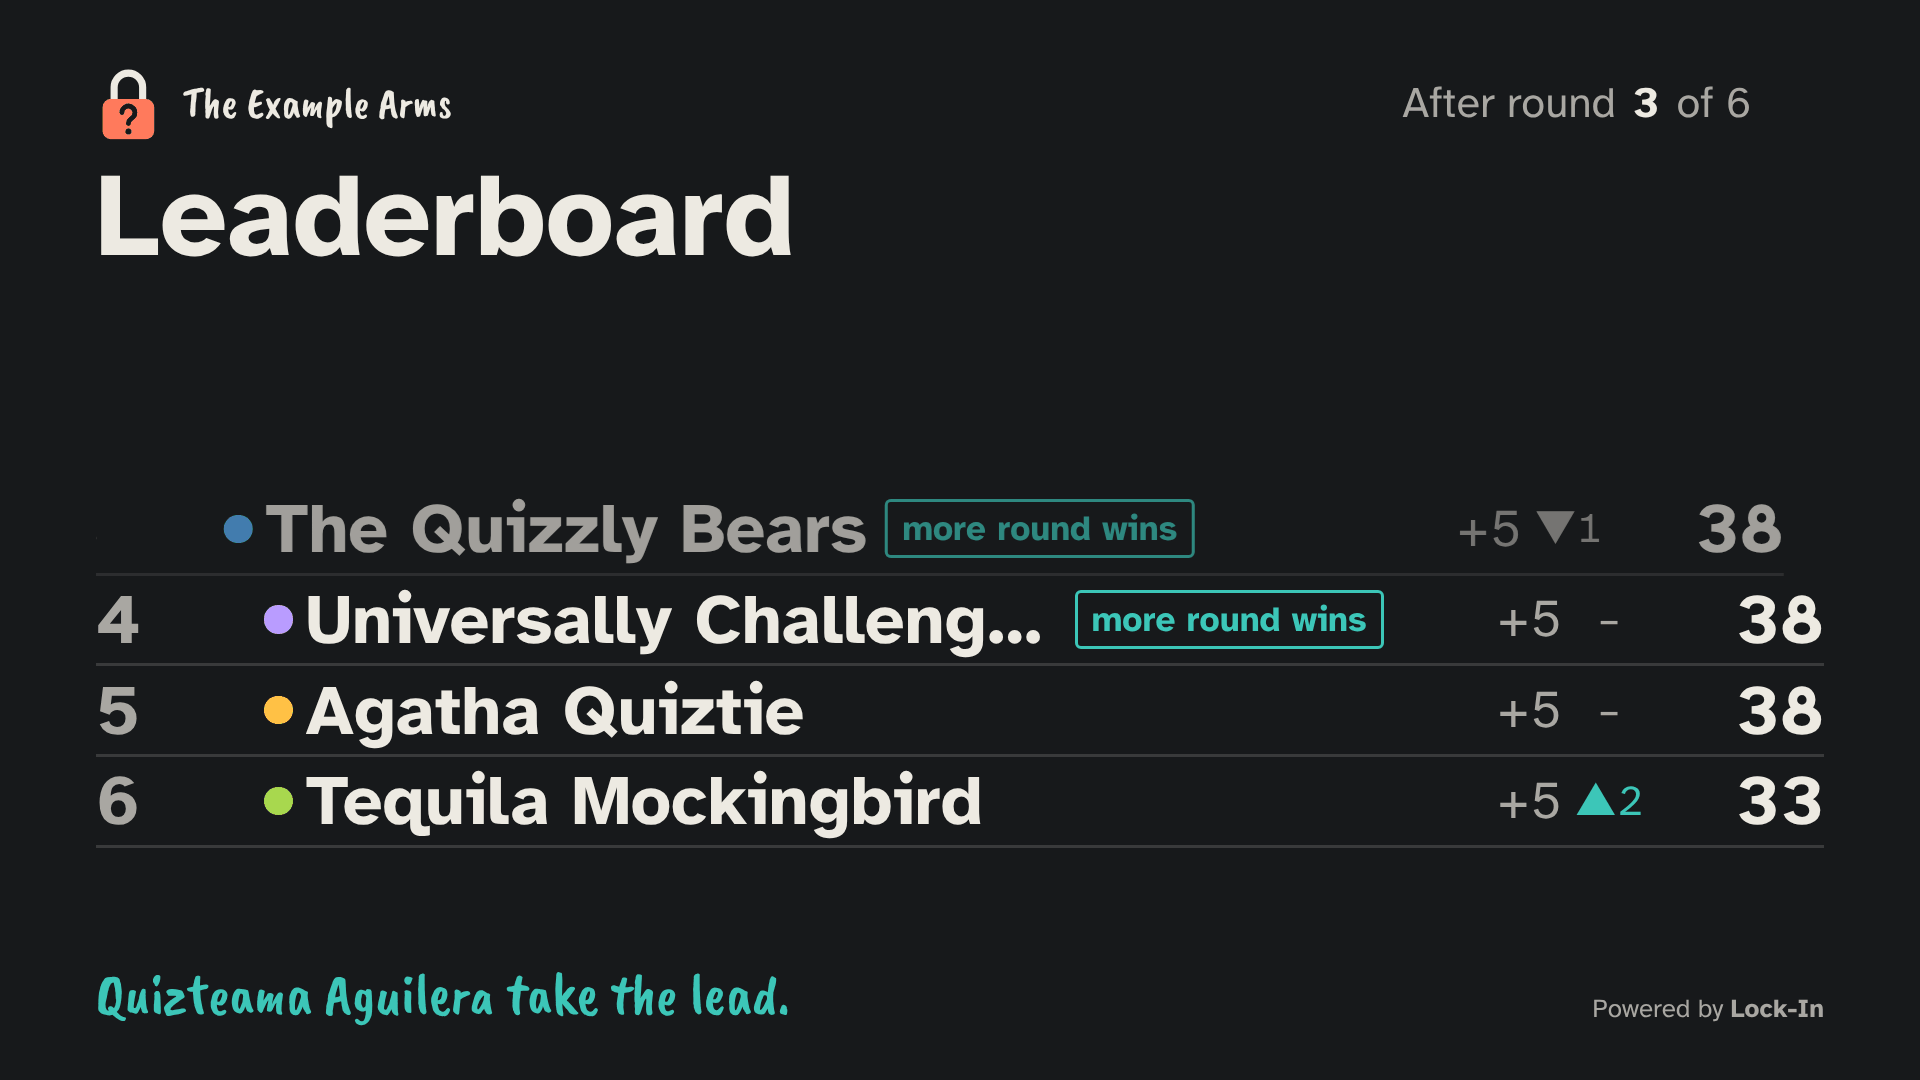 ?
The Example Arms
After round 3 of 6
Leaderboard
The Quizzly Bears more round wins +5 ▼1 38
4 Universally Challeng... more round wins +5 - 38
5 Agatha Quiztie +5 - 38
6 Tequila Mockingbird +5 ▲2 33
Quizteama Aguilera take the lead.
Powered by Lock-In